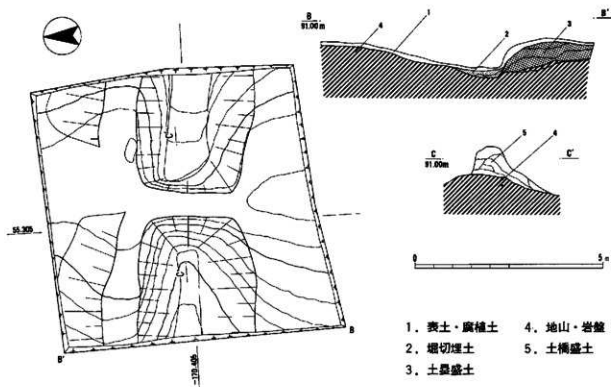 B B'
91.00m
4 1 2 3
5 4
C C'
91.00m
0 5m
55.305
-170.405
C'
C
B'
B
1. 表土・腐植土
2. 堀切埋土
3. 土塁盛土
4. 地山・岩盤
5. 土橋盛土